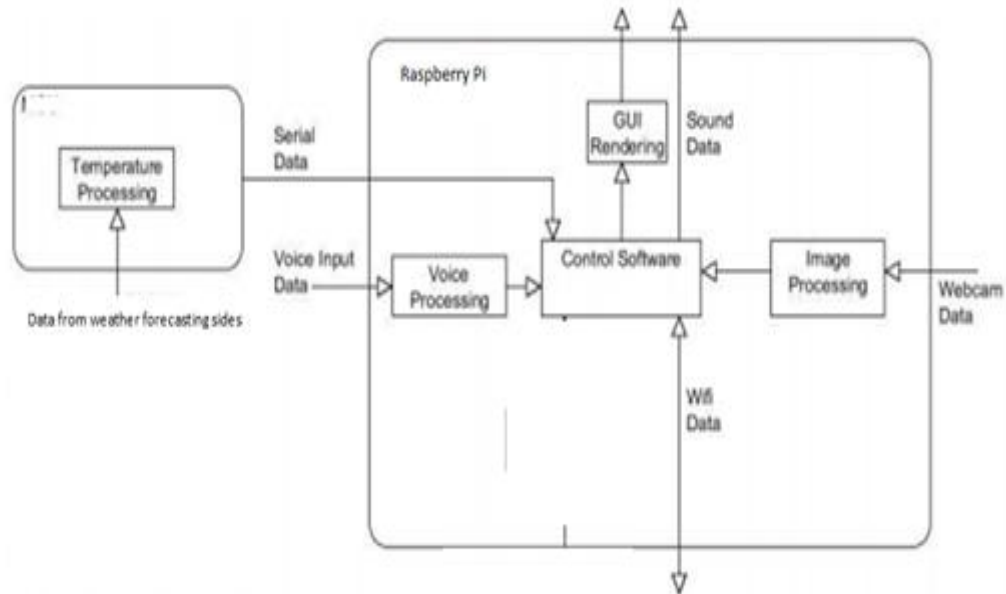 Raspberry Pi
GUI
Rendering
Sound
Data
Serial
Data
Temperature
Processing
Voice Input
Data
Voice
Processing
Control Software
Image
Processing
Webcam
Data
Data from weather forecasting sides
Wifi
Data